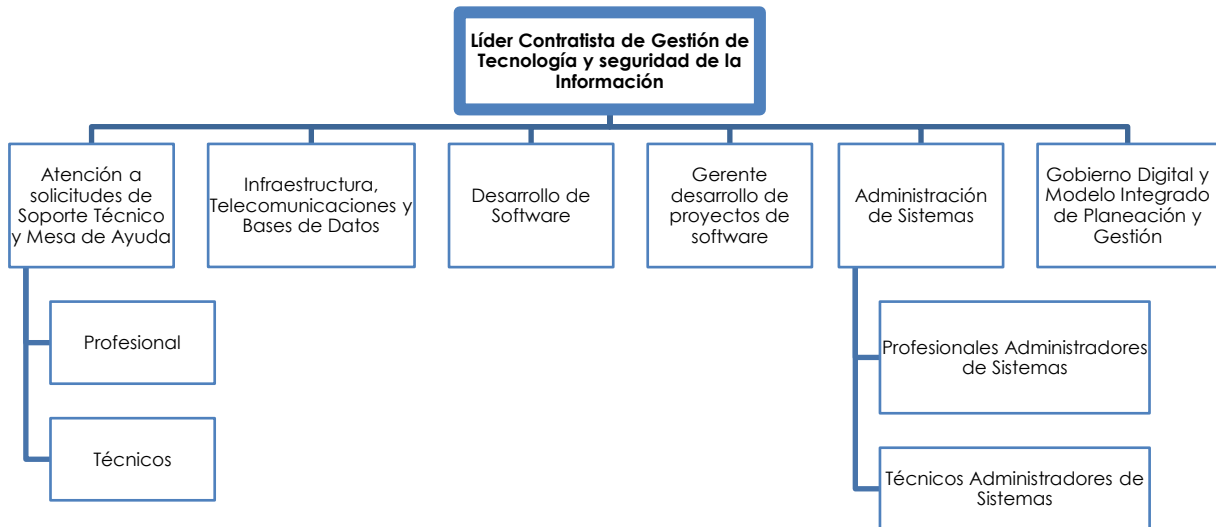 Líder Contratista de Gestión de
Tecnología y seguridad de la
Información
Atención a
solicitudes de
Soporte Técnico
y Mesa de Ayuda
Infraestructura,
Telecomunicaciones y
Bases de Datos
Desarrollo de
Software
Gerente
desarrollo de
proyectos de
software
Administración
de Sistemas
Gobierno Digital y
Modelo Integrado
de Planeación y
Gestión
Profesional
Técnicos
Profesionales Administradores
de Sistemas
Técnicos Administradores de
Sistemas